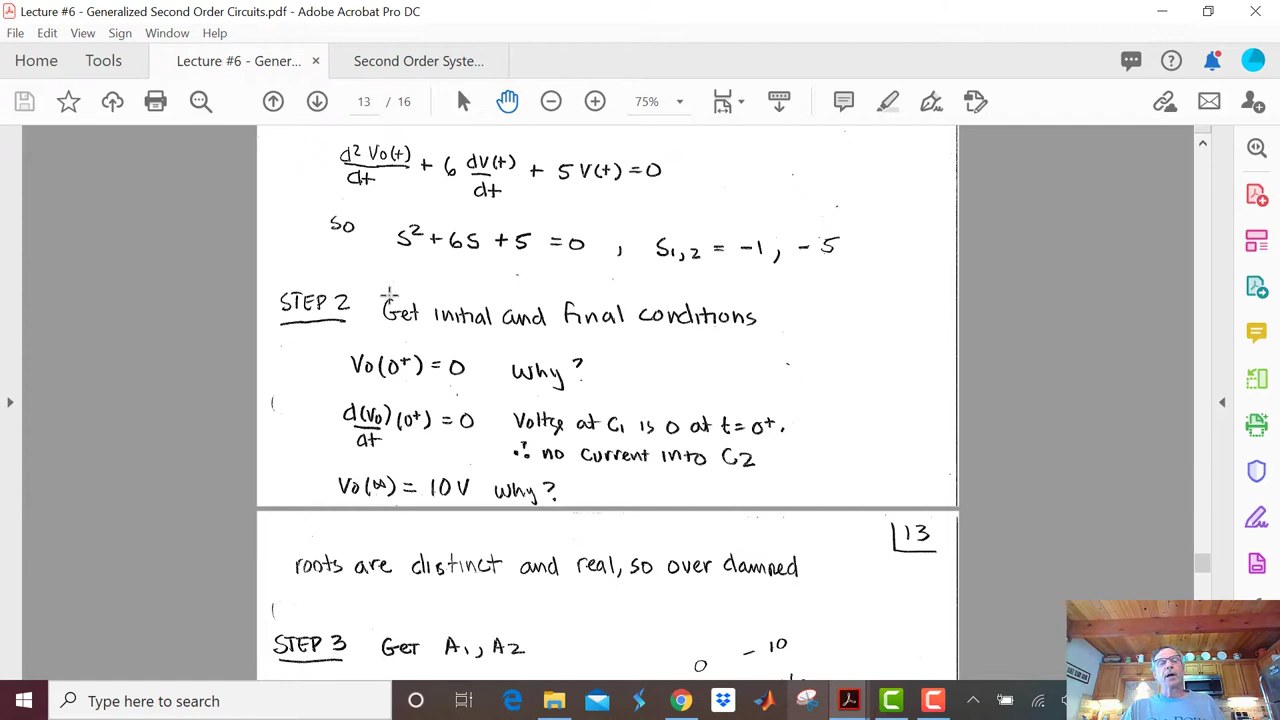 Lecture #6 - Generalized Second Order Circuits.pdf - Adobe Acrobat Pro DC
File Edit View Sign Window Help
Home Tools Lecture #6 - Gener... × Second Order Syste...
13 / 16 75%
d² Vo(t)/dt + 6 dV(t)/dt + 5 V(t) = 0
so s² + 6s + 5 = 0 , S1,2 = -1, -5
STEP 2 Get initial and final conditions
Vo(0+) = 0 why?
d(Vo)/dt (0+) = 0 Voltge at C1 is 0 at t=0+.
∴ no current into C2
Vo(∞) = 10V why?
13
roots are distinct and real, so over damped
STEP 3 Get A1, A2
0 - 10
Type here to search